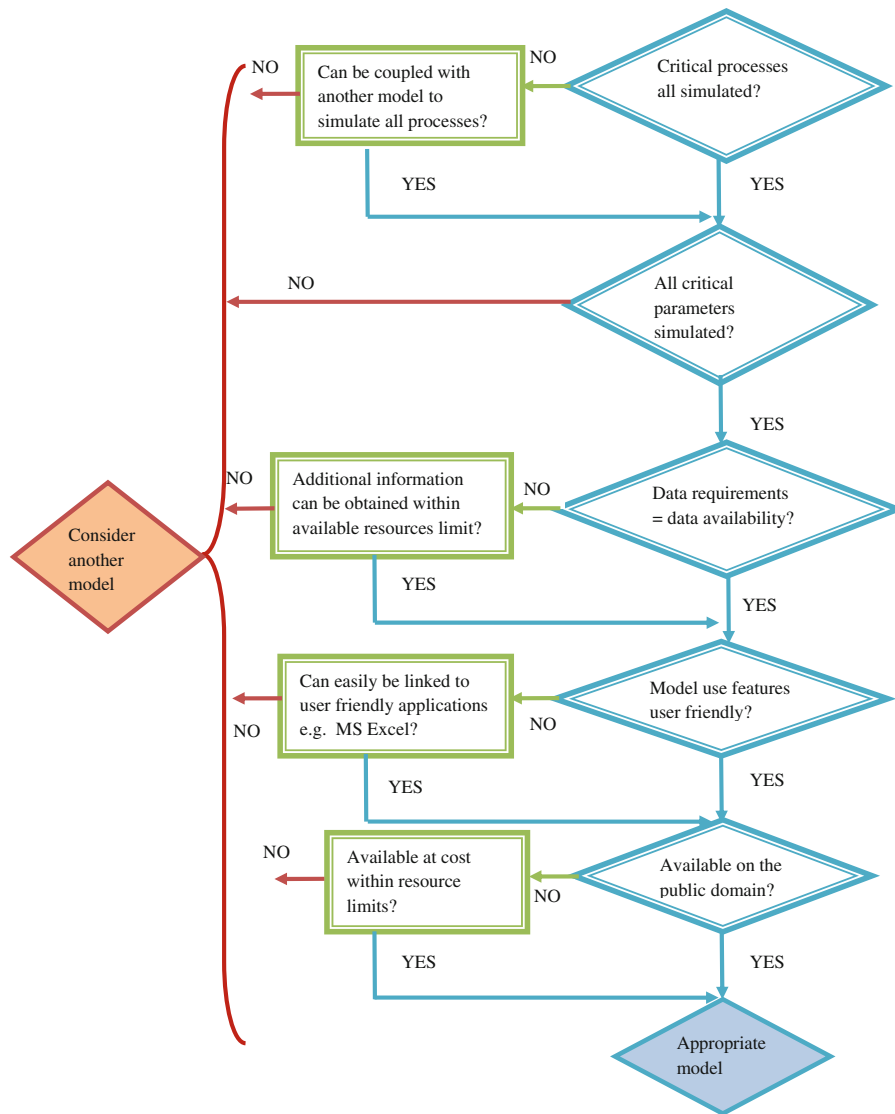 NO
Can be coupled with
another model to
simulate all processes?
NO
Critical processes
all simulated?
YES
YES
NO
All critical
parameters
simulated?
YES
NO
Additional information
can be obtained within
available resources limit?
NO
Data requirements
= data availability?
Consider
another
model
YES
YES
NO
Can easily be linked to
user friendly applications
e.g. MS Excel?
NO
Model use features
user friendly?
YES
YES
NO
Available at cost
within resource
limits?
NO
Available on the
public domain?
YES
YES
Appropriate
model